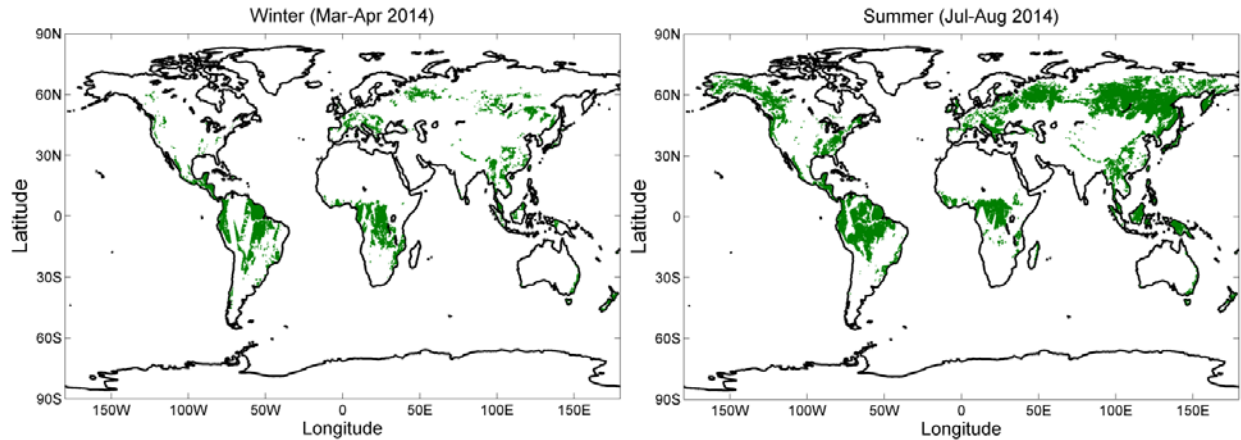 Winter (Mar-Apr 2014)
90N
60N
30N
0
30S
60S
90S
Latitude
150W 100W 50W 0 50E 100E 150E
Longitude
Summer (Jul-Aug 2014)
90N
60N
30N
0
30S
60S
90S
Latitude
150W 100W 50W 0 50E 100E 150E
Longitude